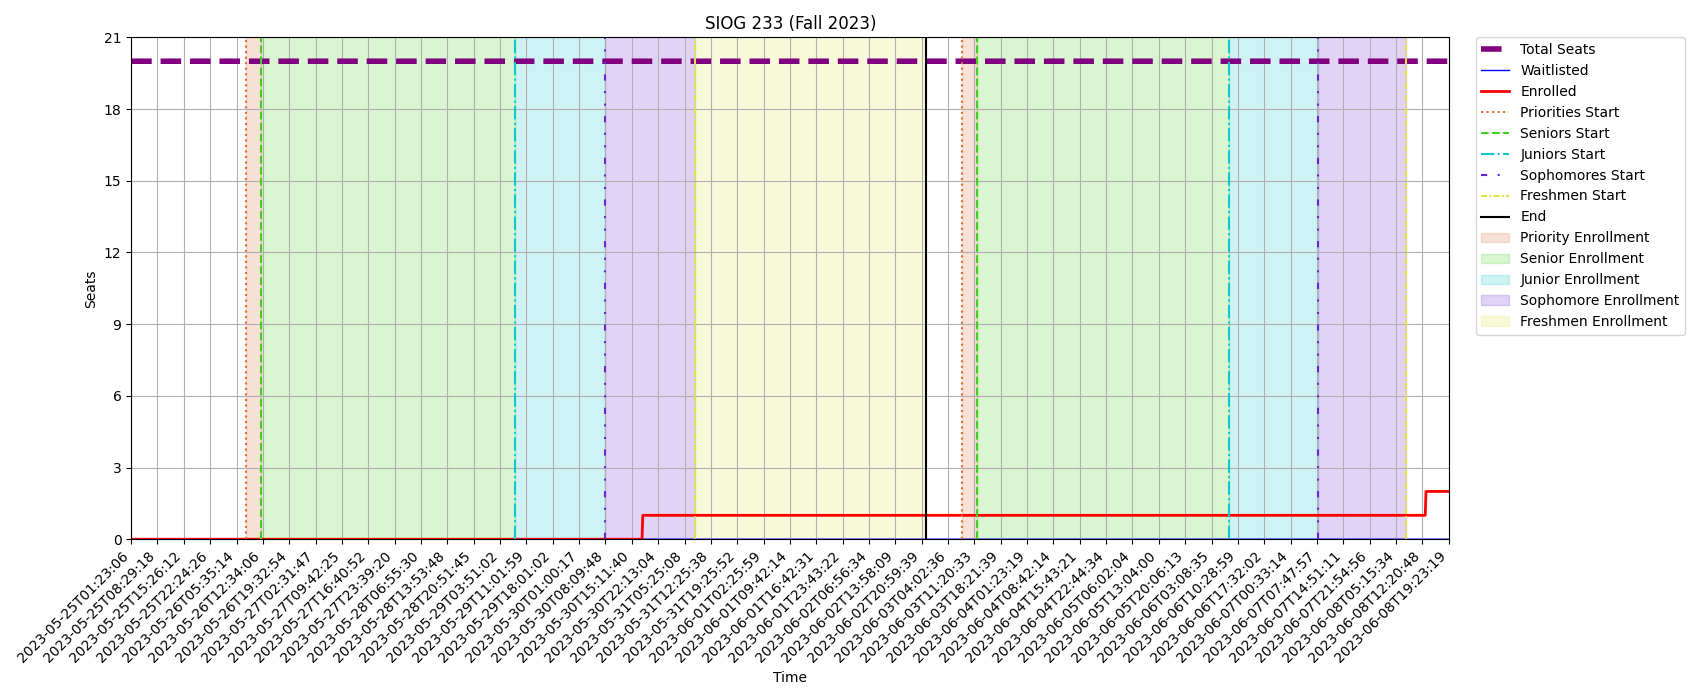 SIOG 233 (Fall 2023)
21
18
15
12
9
6
3
0
Seats
2023-05-25T01:23:06
2023-05-25T08:29:18
2023-05-25T15:26:12
2023-05-25T22:24:26
2023-05-26T05:35:14
2023-05-26T12:34:06
2023-05-26T19:32:54
2023-05-27T02:31:47
2023-05-27T09:42:25
2023-05-27T16:40:52
2023-05-27T23:39:20
2023-05-28T06:55:30
2023-05-28T13:53:48
2023-05-28T20:51:45
2023-05-29T03:51:02
2023-05-29T11:01:59
2023-05-29T18:01:02
2023-05-30T01:00:17
2023-05-30T08:09:48
2023-05-30T15:11:40
2023-05-30T22:13:04
2023-05-31T05:25:08
2023-05-31T12:25:38
2023-05-31T19:25:52
2023-06-01T02:25:59
2023-06-01T09:42:14
2023-06-01T16:42:31
2023-06-01T23:43:22
2023-06-02T06:56:34
2023-06-02T13:58:09
2023-06-02T20:59:39
2023-06-03T04:02:36
2023-06-03T11:20:33
2023-06-03T18:21:39
2023-06-04T01:23:19
2023-06-04T08:42:14
2023-06-04T15:43:21
2023-06-04T22:44:34
2023-06-05T06:02:04
2023-06-05T13:04:00
2023-06-05T20:06:13
2023-06-06T03:08:35
2023-06-06T10:28:59
2023-06-06T17:32:02
2023-06-07T00:33:14
2023-06-07T07:47:57
2023-06-07T14:51:11
2023-06-07T21:54:56
2023-06-08T05:15:34
2023-06-08T12:20:48
2023-06-08T19:23:19
Time
Total Seats
Waitlisted
Enrolled
Priorities Start
Seniors Start
Juniors Start
Sophomores Start
Freshmen Start
End
Priority Enrollment
Senior Enrollment
Junior Enrollment
Sophomore Enrollment
Freshmen Enrollment